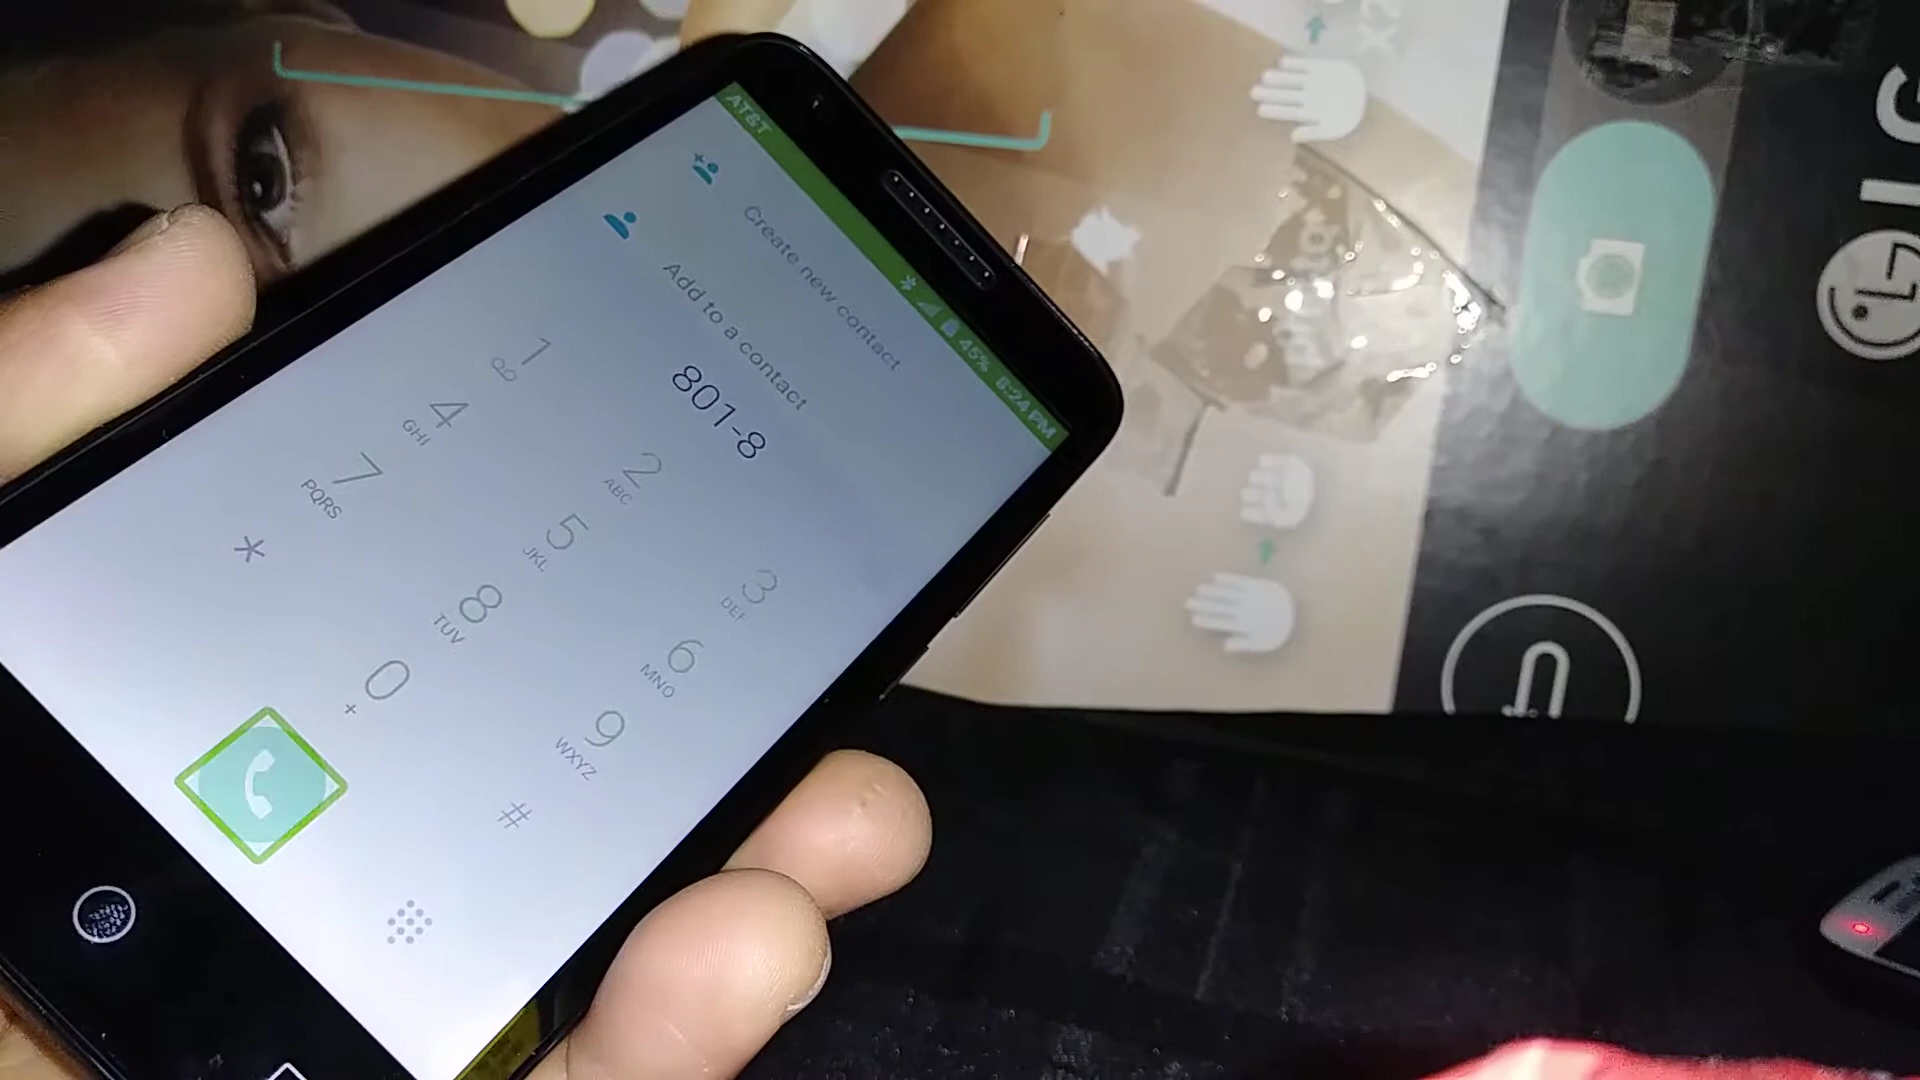 AT&T
45% 8:24 PM
Create new contact
Add to a contact
801-8
1
2
ABC
3
DEF
4
GHI
5
JKL
6
MNO
7
PQRS
8
TUV
9
WXYZ
*
0
+
#
X2
LG